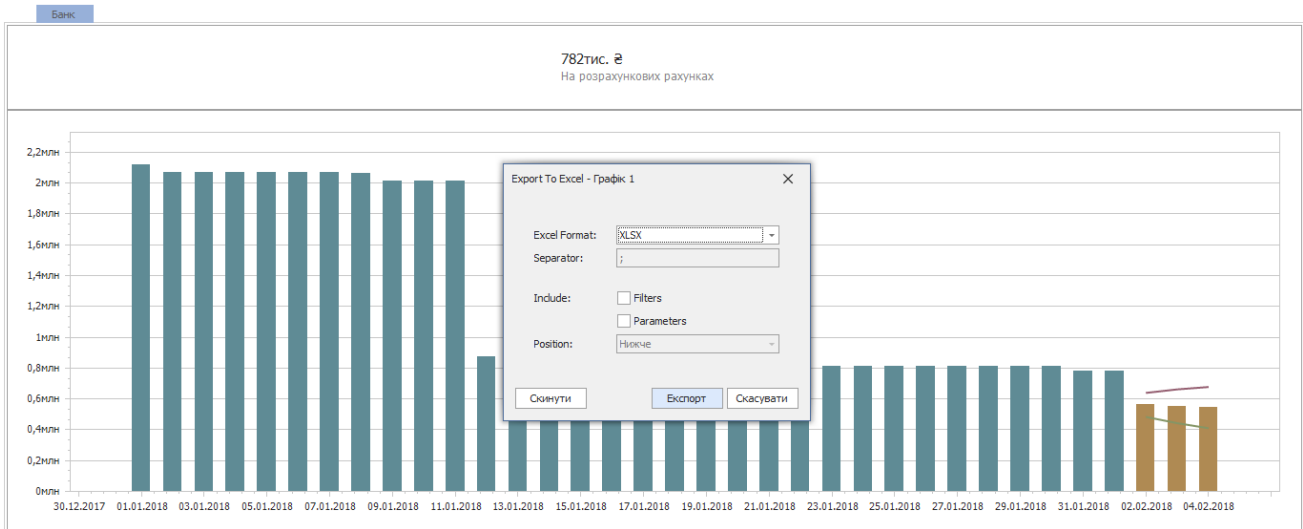 Банк
782тис. ₴
На розрахункових рахунках
2,2млн
2млн
1,8млн
1,6млн
1,4млн
1,2млн
1млн
0,8млн
0,6млн
0,4млн
0,2млн
0млн
Export To Excel - Графік 1
Excel Format: XLSX
Separator: ;
Include: Filters
Parameters
Position: Нижче
Скинути Експорт Скасувати
30.12.2017 01.01.2018 03.01.2018 05.01.2018 07.01.2018 09.01.2018 11.01.2018 13.01.2018 15.01.2018 17.01.2018 19.01.2018 21.01.2018 23.01.2018 25.01.2018 27.01.2018 29.01.2018 31.01.2018 02.02.2018 04.02.2018